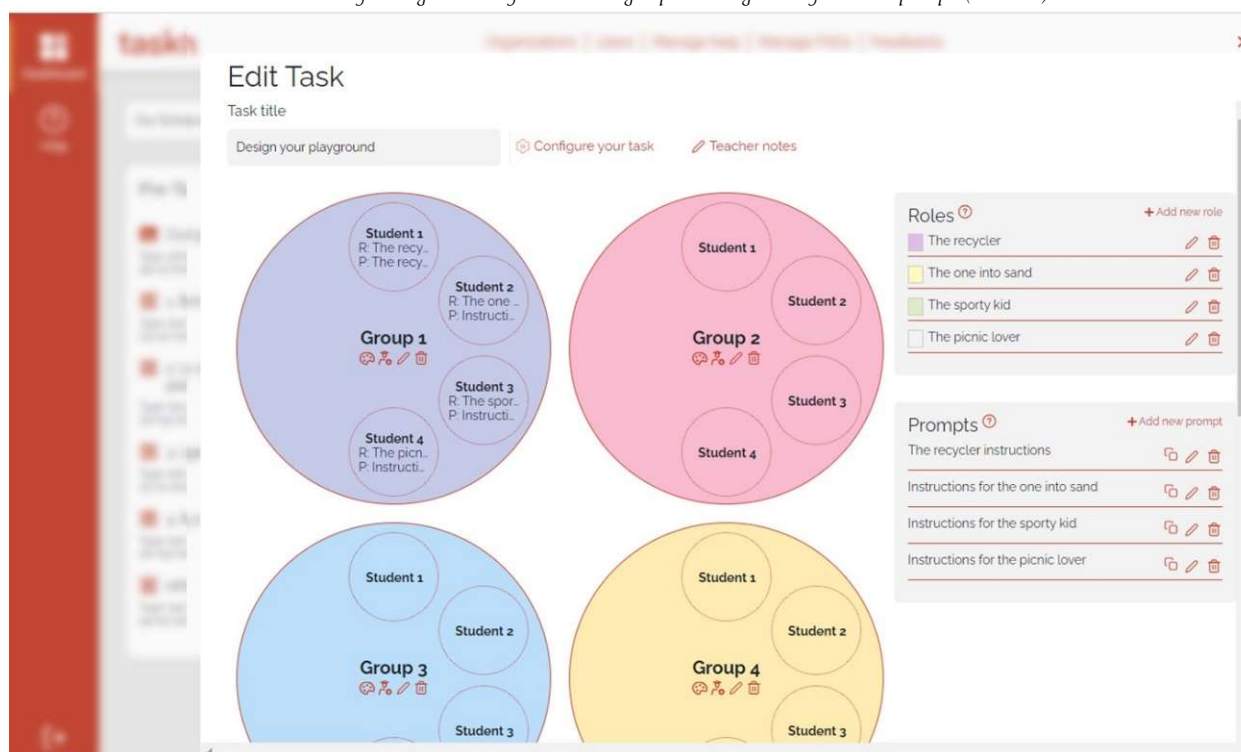 Edit Task
Task title
Design your playground
Configure your task
Teacher notes
Student 1
R: The recy...
P: The recy...
Student 2
R: The one ...
P: Instructi...
Group 1
Student 3
R: The spor...
P: Instructi...
Student 4
R: The picn...
P: Instructi...
Student 1
Student 2
Group 2
Student 3
Student 4
Roles
+ Add new role
The recycler
The one into sand
The sporty kid
The picnic lover
Prompts
+ Add new prompt
The recycler instructions
Instructions for the one into sand
Instructions for the sporty kid
Instructions for the picnic lover
Student 1
Student 2
Group 3
Student 3
Student 1
Student 2
Group 4
Student 3